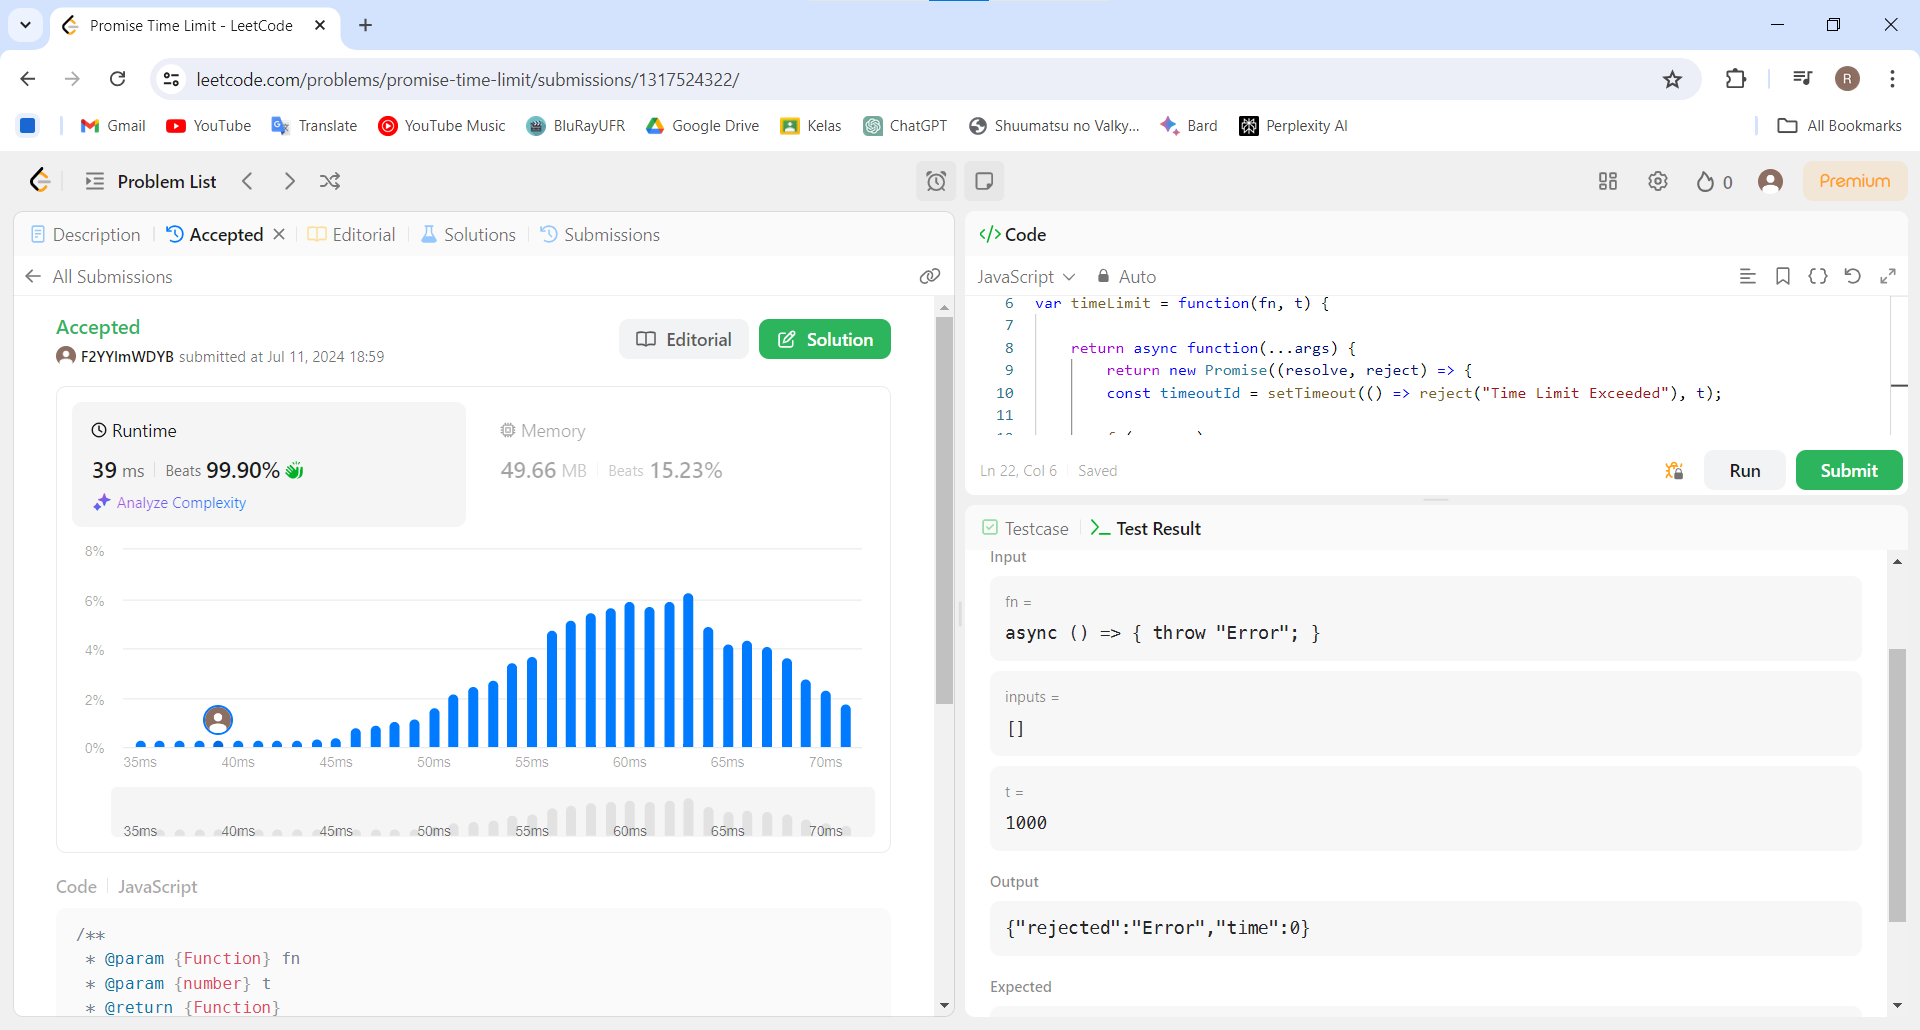 Promise Time Limit - LeetCode
leetcode.com/problems/promise-time-limit/submissions/1317524322/
R
Gmail YouTube Translate YouTube Music BluRayUFR Google Drive Kelas ChatGPT Shuumatsu no Valky... Bard Perplexity AI All Bookmarks
Problem List 0 Premium
Description Accepted Editorial Solutions Submissions
All Submissions
Accepted
F2YYImWDYB submitted at Jul 11, 2024 18:59
Editorial Solution
Runtime
39 ms Beats 99.90%
Analyze Complexity
Memory
49.66 MB Beats 15.23%
8%
6%
4%
2%
0%
35ms 40ms 45ms 50ms 55ms 60ms 65ms 70ms
35ms 40ms 45ms 50ms 55ms 60ms 65ms 70ms
Code JavaScript
/**
* @param {Function} fn
* @param {number} t
* @return {Function}
</> Code
JavaScript Auto
6 var timeLimit = function(fn, t) {
7
8 return async function(...args) {
9 return new Promise((resolve, reject) => {
10 const timeoutId = setTimeout(() => reject("Time Limit Exceeded"), t);
11
Ln 22, Col 6 Saved
Run Submit
Testcase Test Result
Input
fn =
async () => { throw "Error"; }
inputs =
[]
t =
1000
Output
{"rejected":"Error","time":0}
Expected